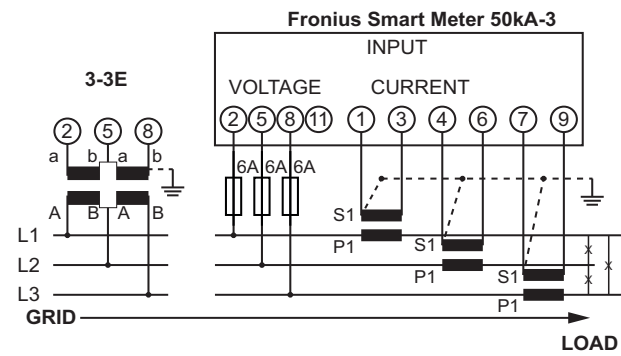 Fronius Smart Meter 50kA-3
INPUT
3-3E
VOLTAGE CURRENT
2 5 8 2 5 8 11 1 3 4 6 7 9
a b a b
6A 6A 6A
A B A B
S1
L1
P1 S1
L2
P1 S1
L3
P1
GRID
LOAD